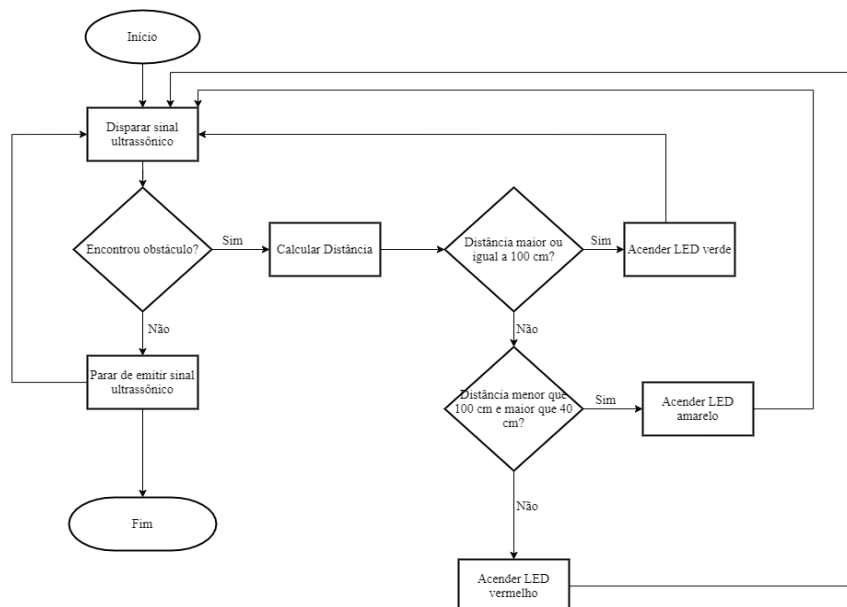 Início
Disparar sinal
ultrassônico
Encontrou obstáculo?
Sim
Calcular Distância
Distância maior ou
igual a 100 cm?
Sim
Acender LED verde
Não
Não
Parar de emitir sinal
ultrassônico
Distância menor que
100 cm e maior que 40
cm?
Sim
Acender LED
amarelo
Não
Fim
Acender LED
vermelho